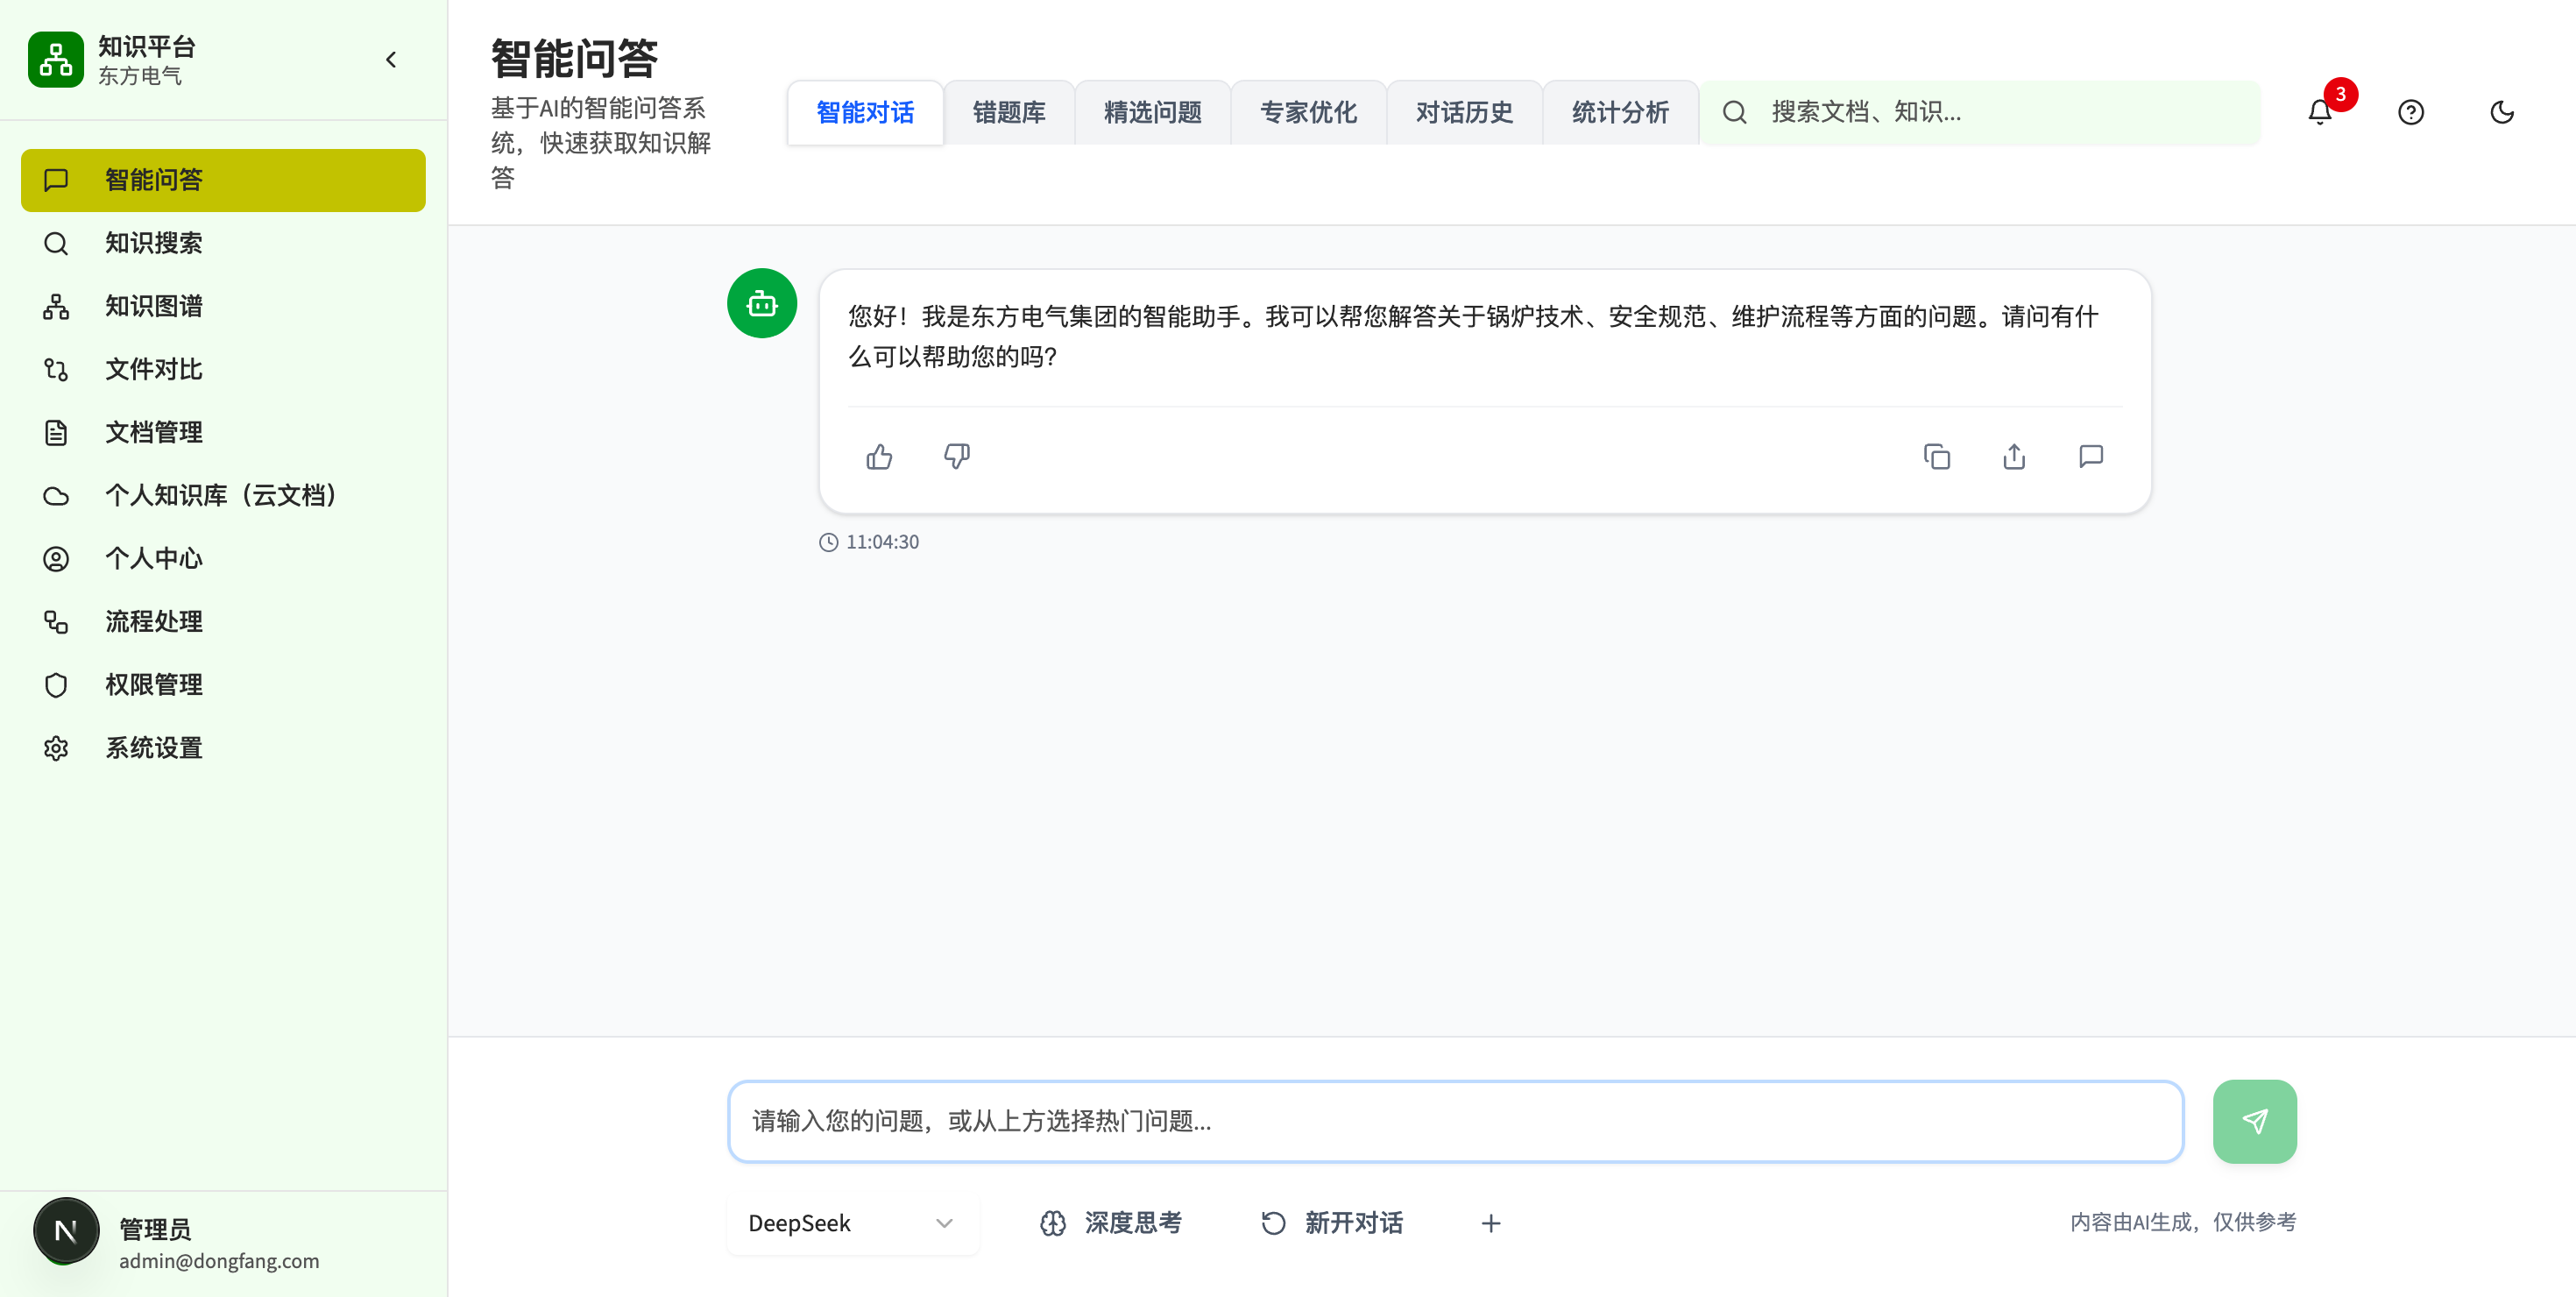 知识平台
东方电气
智能问答
知识搜索
知识图谱
文件对比
文档管理
个人知识库（云文档）
个人中心
流程处理
权限管理
系统设置
N
管理员
admin@dongfang.com
智能问答
基于AI的智能问答系
统，快速获取知识解
答
智能对话
错题库
精选问题
专家优化
对话历史
统计分析
搜索文档、知识...
3
您好！我是东方电气集团的智能助手。我可以帮您解答关于锅炉技术、安全规范、维护流程等方面的问题。请问有什
么可以帮助您的吗？
11:04:30
请输入您的问题，或从上方选择热门问题...
DeepSeek
深度思考
新开对话
内容由AI生成，仅供参考